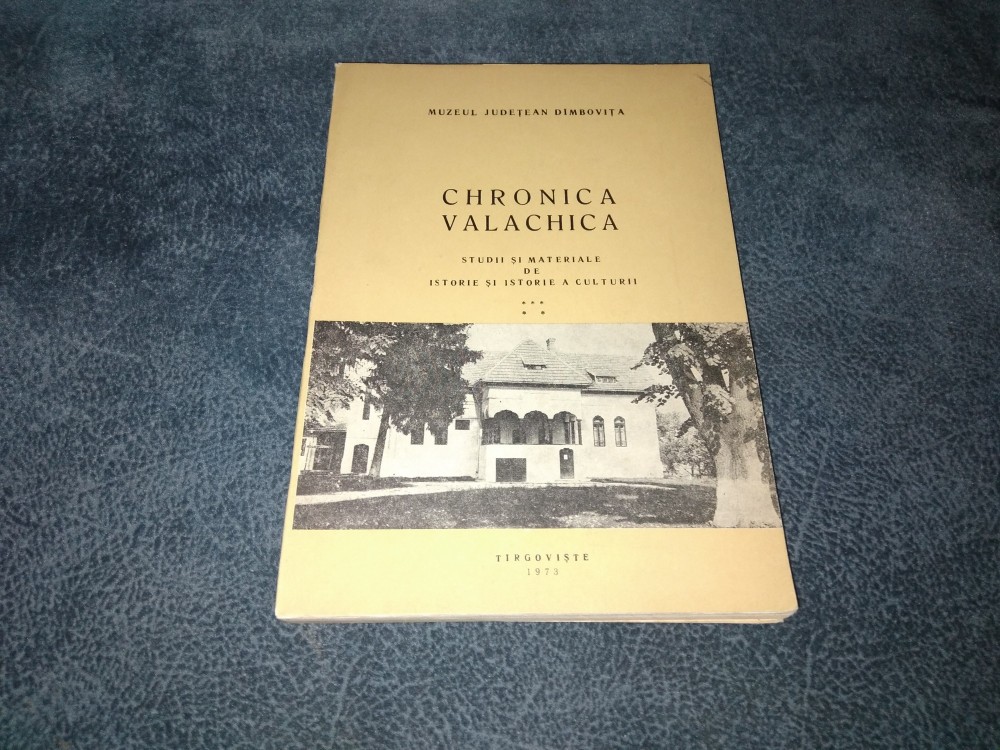 MUZEUL JUDEȚEAN DÎMBOVIȚA
CHRONICA
VALACHICA
STUDII ȘI MATERIALE
DE
ISTORIE ȘI ISTORIE A CULTURII
* * *
* *
TÎRGOVIȘTE
1973